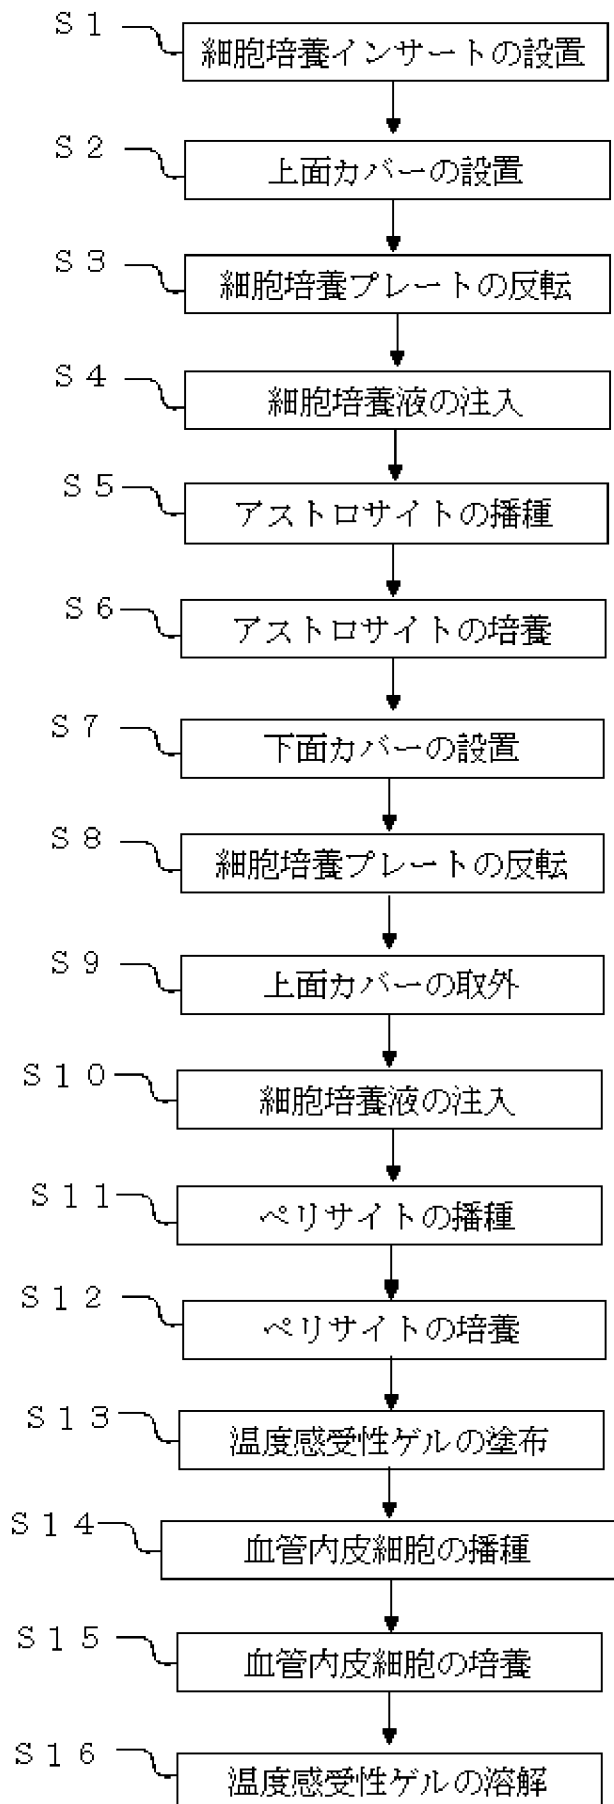 S1 細胞培養インサートの設置
S2 上面カバーの設置
S3 細胞培養プレートの反転
S4 細胞培養液の注入
S5 アストロサイトの播種
S6 アストロサイトの培養
S7 下面カバーの設置
S8 細胞培養プレートの反転
S9 上面カバーの取外
S10 細胞培養液の注入
S11 ペリサイトの播種
S12 ペリサイトの培養
S13 温度感受性ゲルの塗布
S14 血管内皮細胞の播種
S15 血管内皮細胞の培養
S16 温度感受性ゲルの溶解